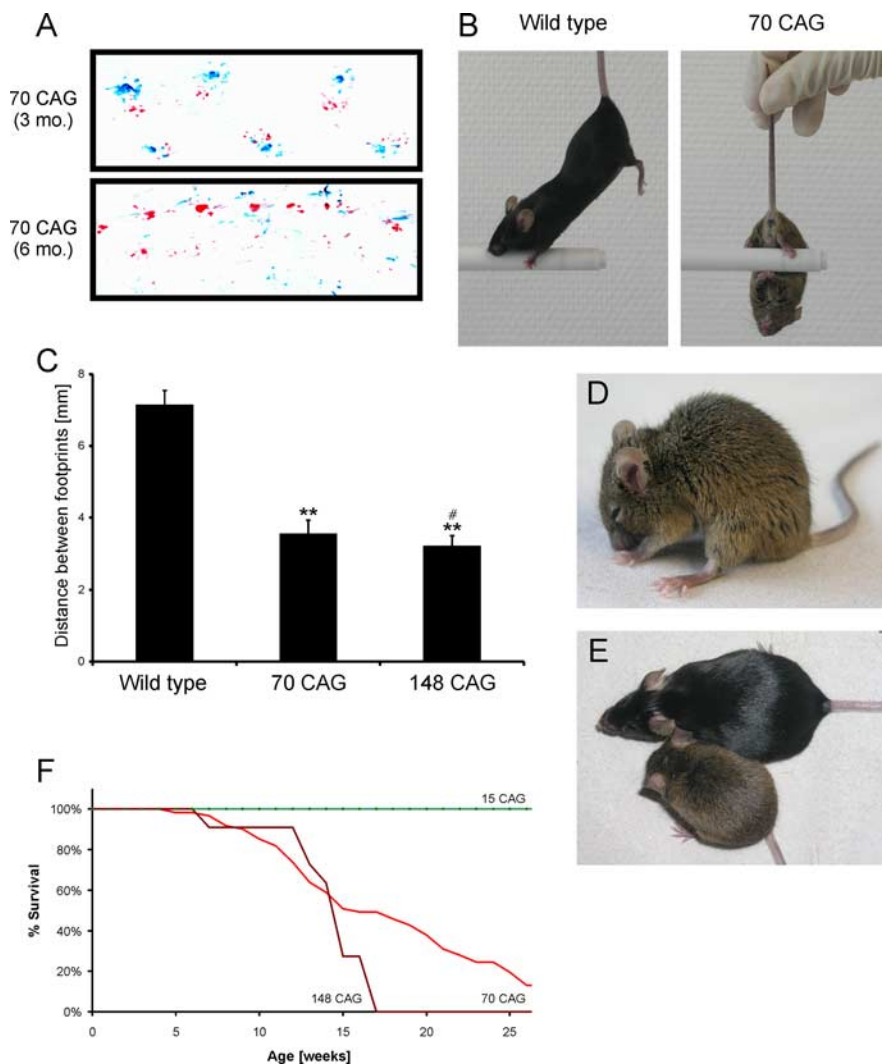 A
70 CAG
(3 mo.)
70 CAG
(6 mo.)
B
Wild type
70 CAG
C
Distance between footprints [mm]
8
6
4
2
0
**
#
**
Wild type
70 CAG
148 CAG
D
E
F
% Survival
100%
80%
60%
40%
20%
0%
15 CAG
148 CAG
70 CAG
0
5
10
15
20
25
Age [weeks]